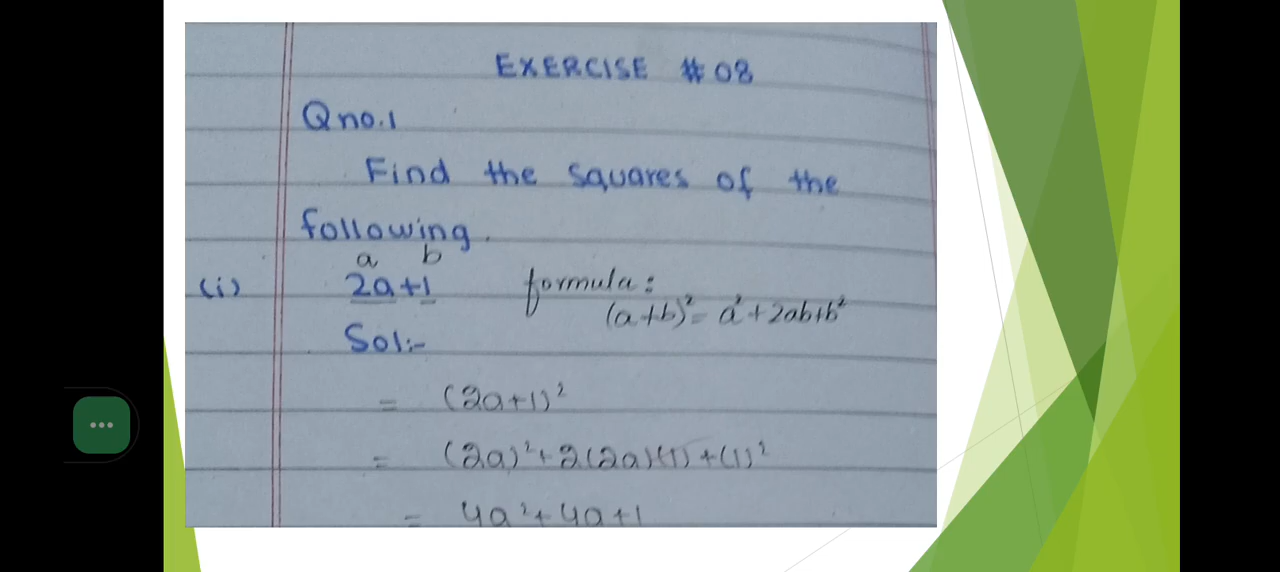 EXERCISE # 08
Q no.1
Find the squares of the
following.
a b
(i) 2a+1 formula:
(a+b)² = a²+2ab+b²
Sol:-
= (2a+1)²
= (2a)²+2(2a)(1)+(1)²
= 4a²+4a+1